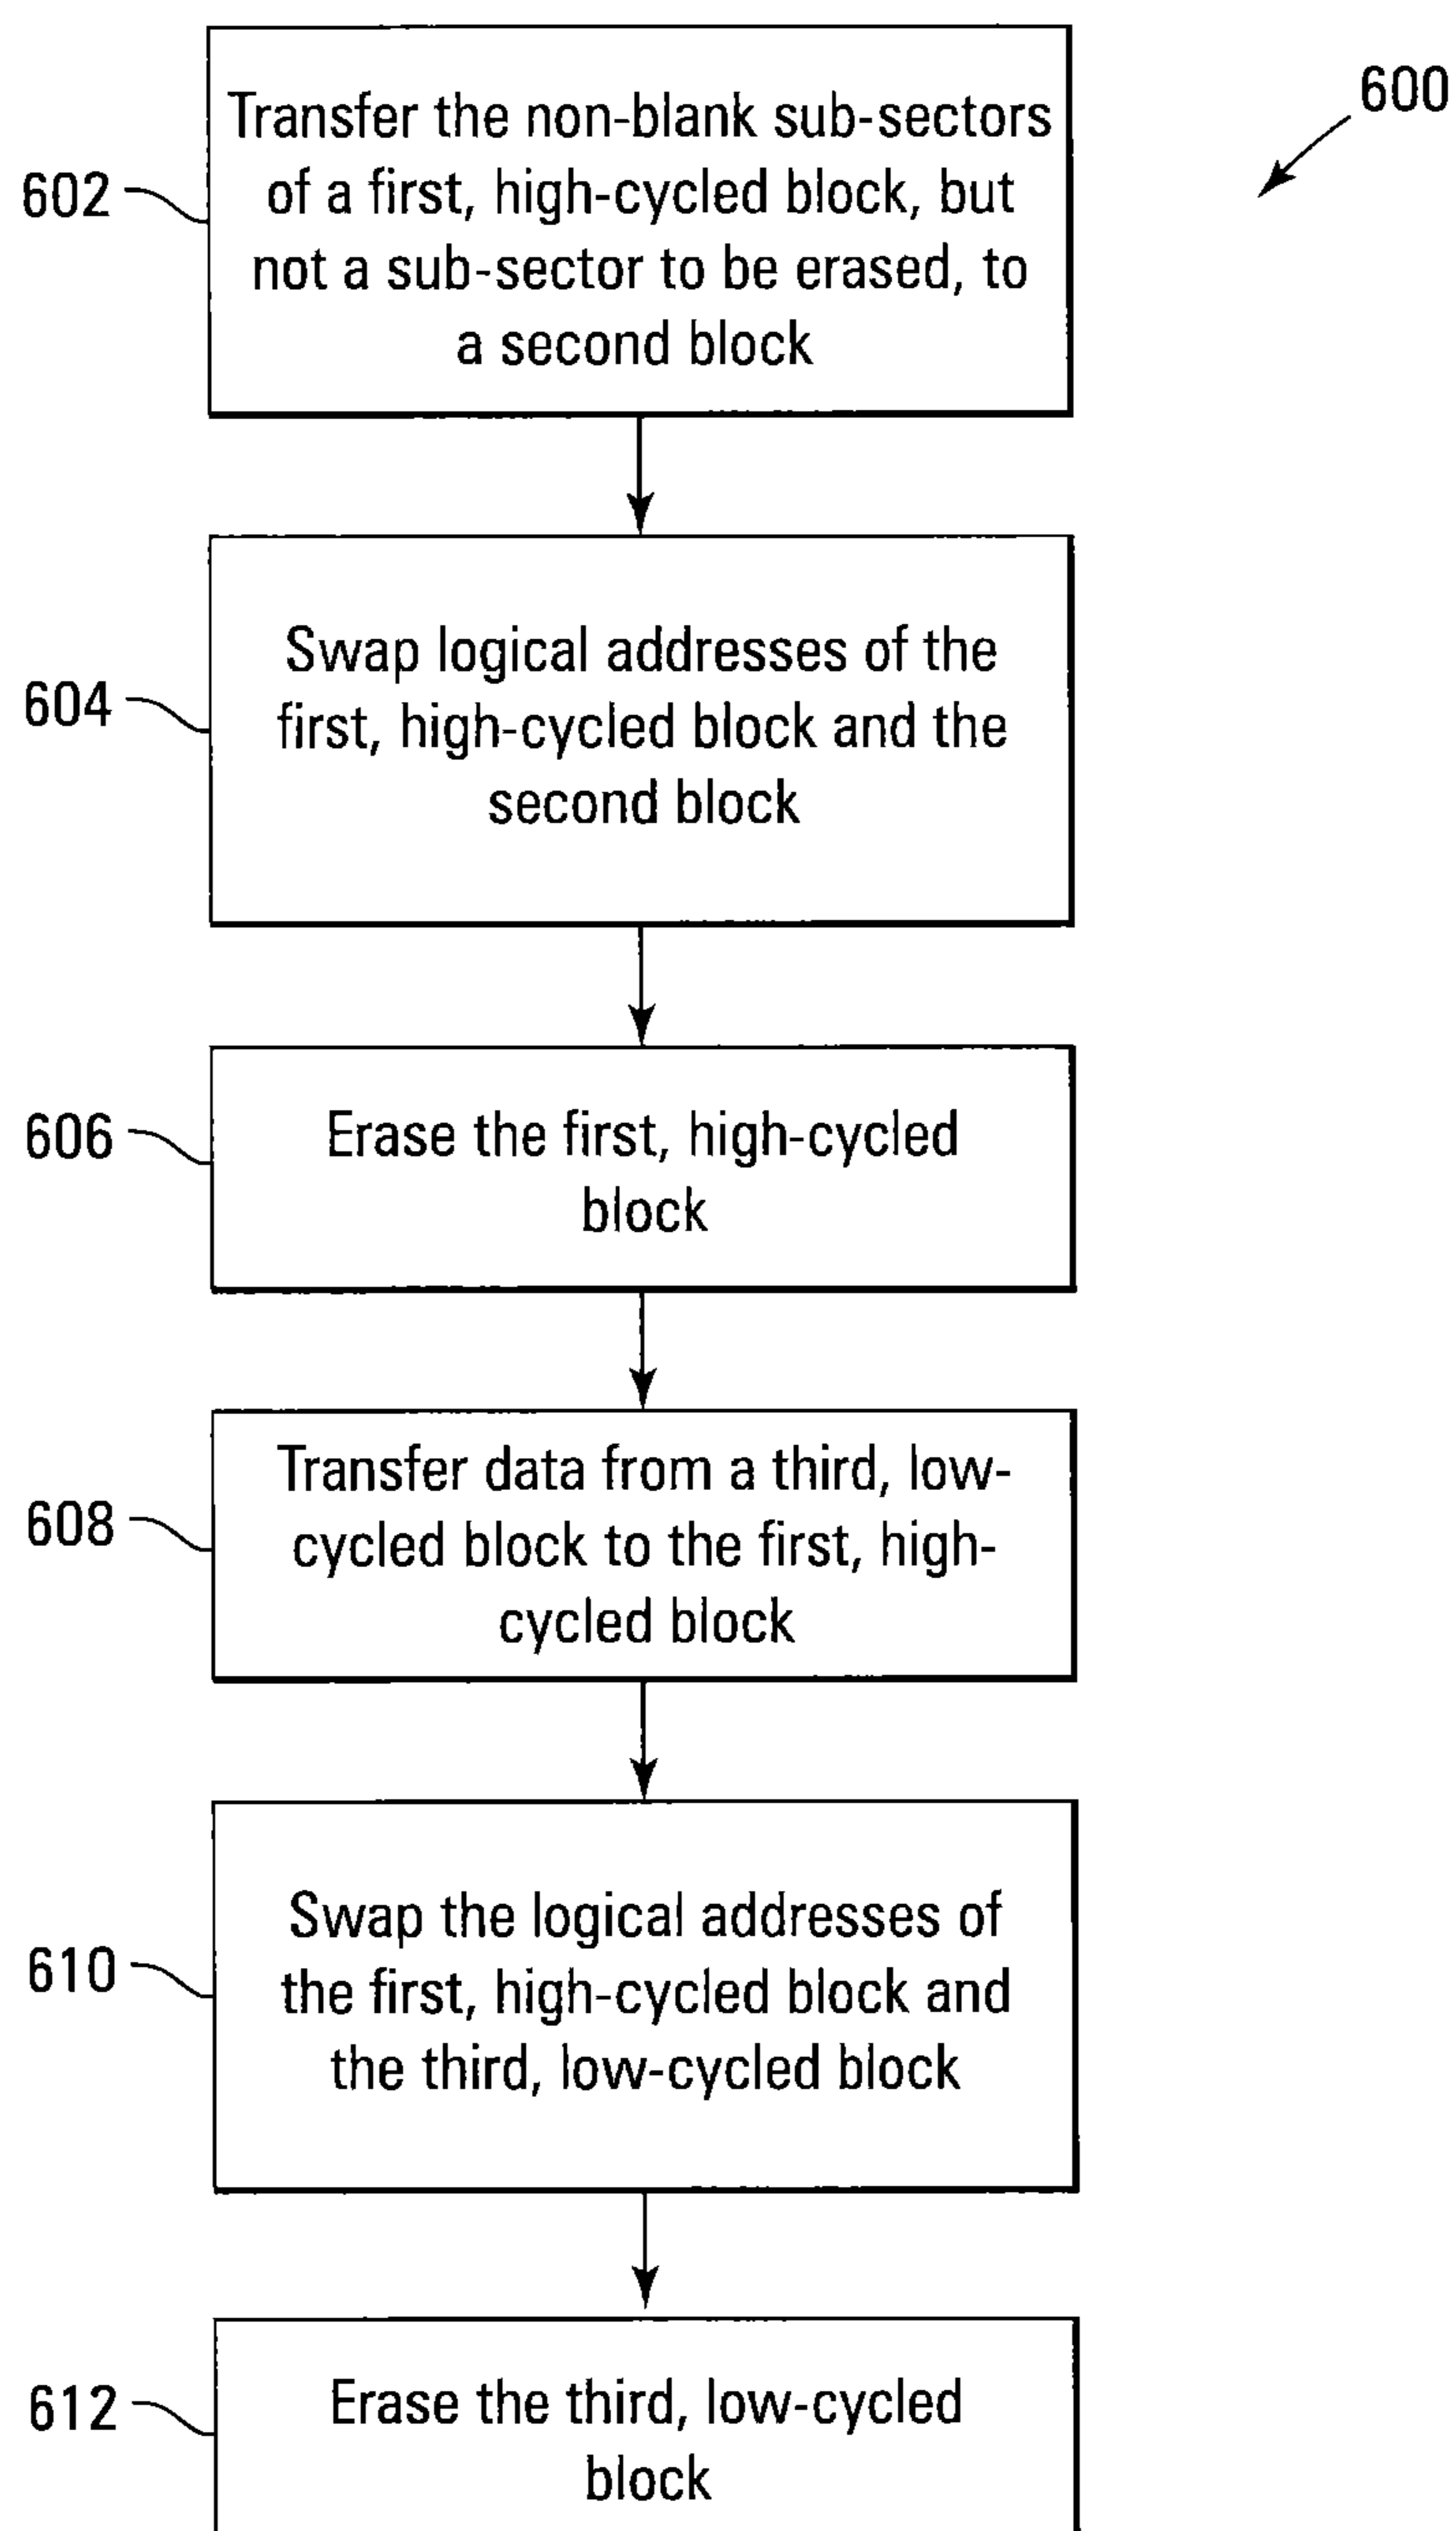 600
602
Transfer the non-blank sub-sectors
of a first, high-cycled block, but
not a sub-sector to be erased, to
a second block
604
Swap logical addresses of the
first, high-cycled block and the
second block
606
Erase the first, high-cycled
block
608
Transfer data from a third, low-
cycled block to the first, high-
cycled block
610
Swap the logical addresses of
the first, high-cycled block and
the third, low-cycled block
612
Erase the third, low-cycled
block